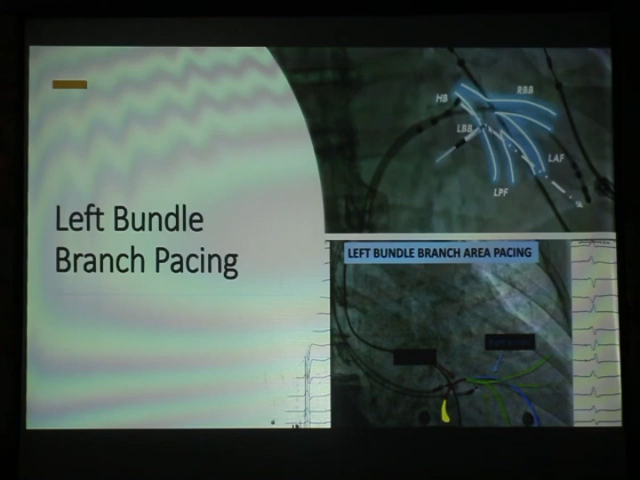 Left Bundle
Branch Pacing
HB
RBB
LBB
LAF
LPF
LEFT BUNDLE BRANCH AREA PACING